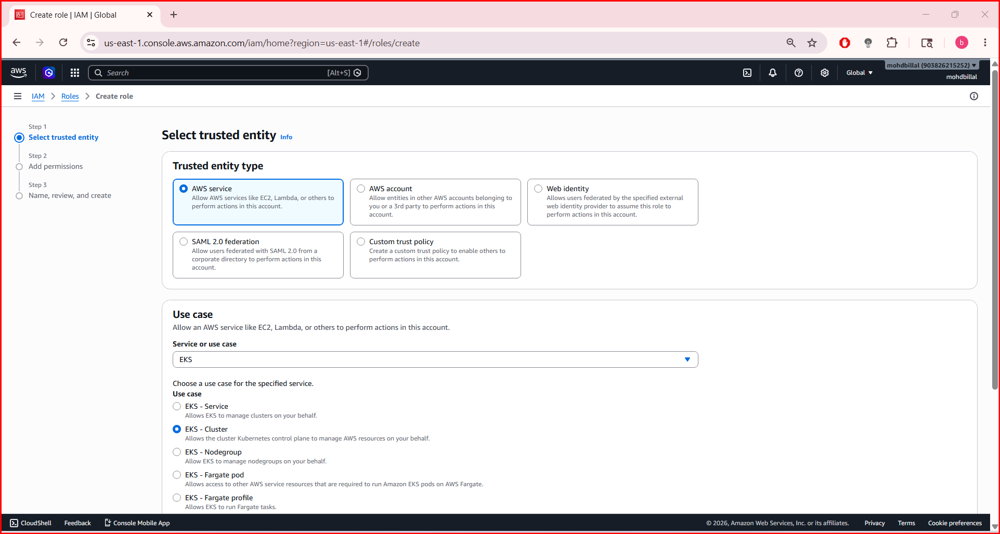 Create role | IAM | Global
us-east-1.console.aws.amazon.com/iam/home?region=us-east-1#/roles/create
b
aws
Search
[Alt+S]
Global
mohdbillal (903826215252)
mohdbillal
IAM
Roles
Create role
Step 1
Select trusted entity
Step 2
Add permissions
Step 3
Name, review, and create
Select trusted entity Info
Trusted entity type
AWS service
Allow AWS services like EC2, Lambda, or others to
perform actions in this account.
AWS account
Allow entities in other AWS accounts belonging to
you or a 3rd party to perform actions in this
account.
Web identity
Allows users federated by the specified external
web identity provider to assume this role to
perform actions in this account.
SAML 2.0 federation
Allow users federated with SAML 2.0 from a
corporate directory to perform actions in this
account.
Custom trust policy
Create a custom trust policy to enable others to
perform actions in this account.
Use case
Allow an AWS service like EC2, Lambda, or others to perform actions in this account.
Service or use case
EKS
Choose a use case for the specified service.
Use case
EKS - Service
Allows EKS to manage clusters on your behalf.
EKS - Cluster
Allows the cluster Kubernetes control plane to manage AWS resources on your behalf.
EKS - Nodegroup
Allow EKS to manage nodegroups on your behalf.
EKS - Fargate pod
Allows access to other AWS service resources that are required to run Amazon EKS pods on AWS Fargate.
EKS - Fargate profile
Allows EKS to run Fargate tasks.
CloudShell
Feedback
Console Mobile App
© 2026, Amazon Web Services, Inc. or its affiliates.
Privacy
Terms
Cookie preferences